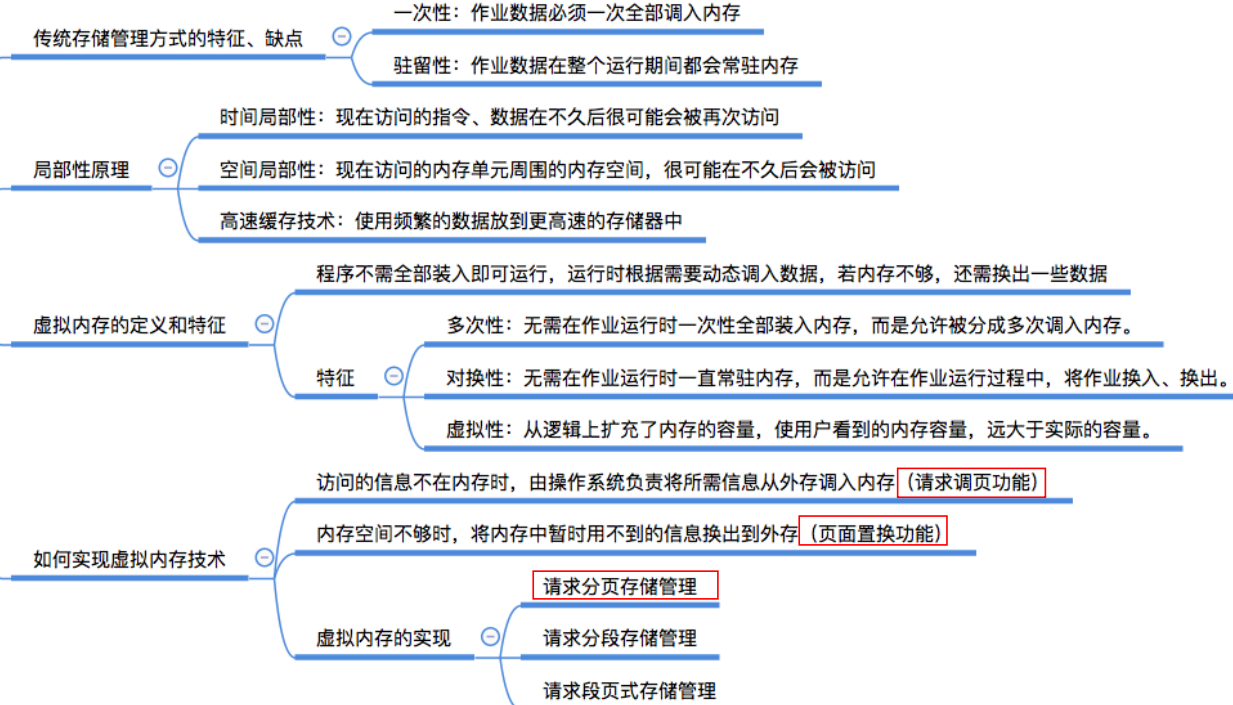 传统存储管理方式的特征、缺点
一次性：作业数据必须一次全部调入内存
驻留性：作业数据在整个运行期间都会常驻内存
局部性原理
时间局部性：现在访问的指令、数据在不久后很可能会被再次访问
空间局部性：现在访问的内存单元周围的内存空间，很可能在不久后会被访问
高速缓存技术：使用频繁的数据放到更高速的存储器中
虚拟内存的定义和特征
程序不需全部装入即可运行，运行时根据需要动态调入数据，若内存不够，还需换出一些数据
特征
多次性：无需在作业运行时一次性全部装入内存，而是允许被分成多次调入内存。
对换性：无需在作业运行时一直常驻内存，而是允许在作业运行过程中，将作业换入、换出。
虚拟性：从逻辑上扩充了内存的容量，使用户看到的内存容量，远大于实际的容量。
如何实现虚拟内存技术
访问的信息不在内存时，由操作系统负责将所需信息从外存调入内存（请求调页功能）
内存空间不够时，将内存中暂时用不到的信息换出到外存（页面置换功能）
虚拟内存的实现
请求分页存储管理
请求分段存储管理
请求段页式存储管理